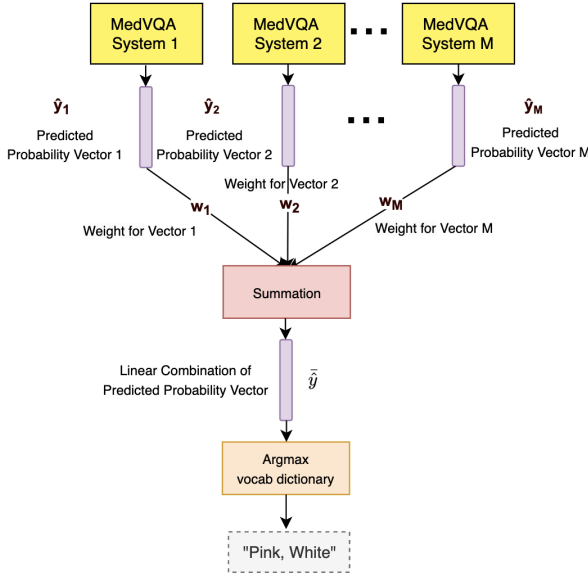 MedVQA
System 1
MedVQA
System 2
MedVQA
System M
ŷ₁
ŷ₂
ŷM
Predicted
Probability Vector 1
Predicted
Probability Vector 2
Predicted
Probability Vector M
Weight for Vector 2
w₁
w₂
wM
Weight for Vector 1
Weight for Vector M
Summation
Linear Combination of
Predicted Probability Vector
ŷ̄
Argmax
vocab dictionary
"Pink, White"